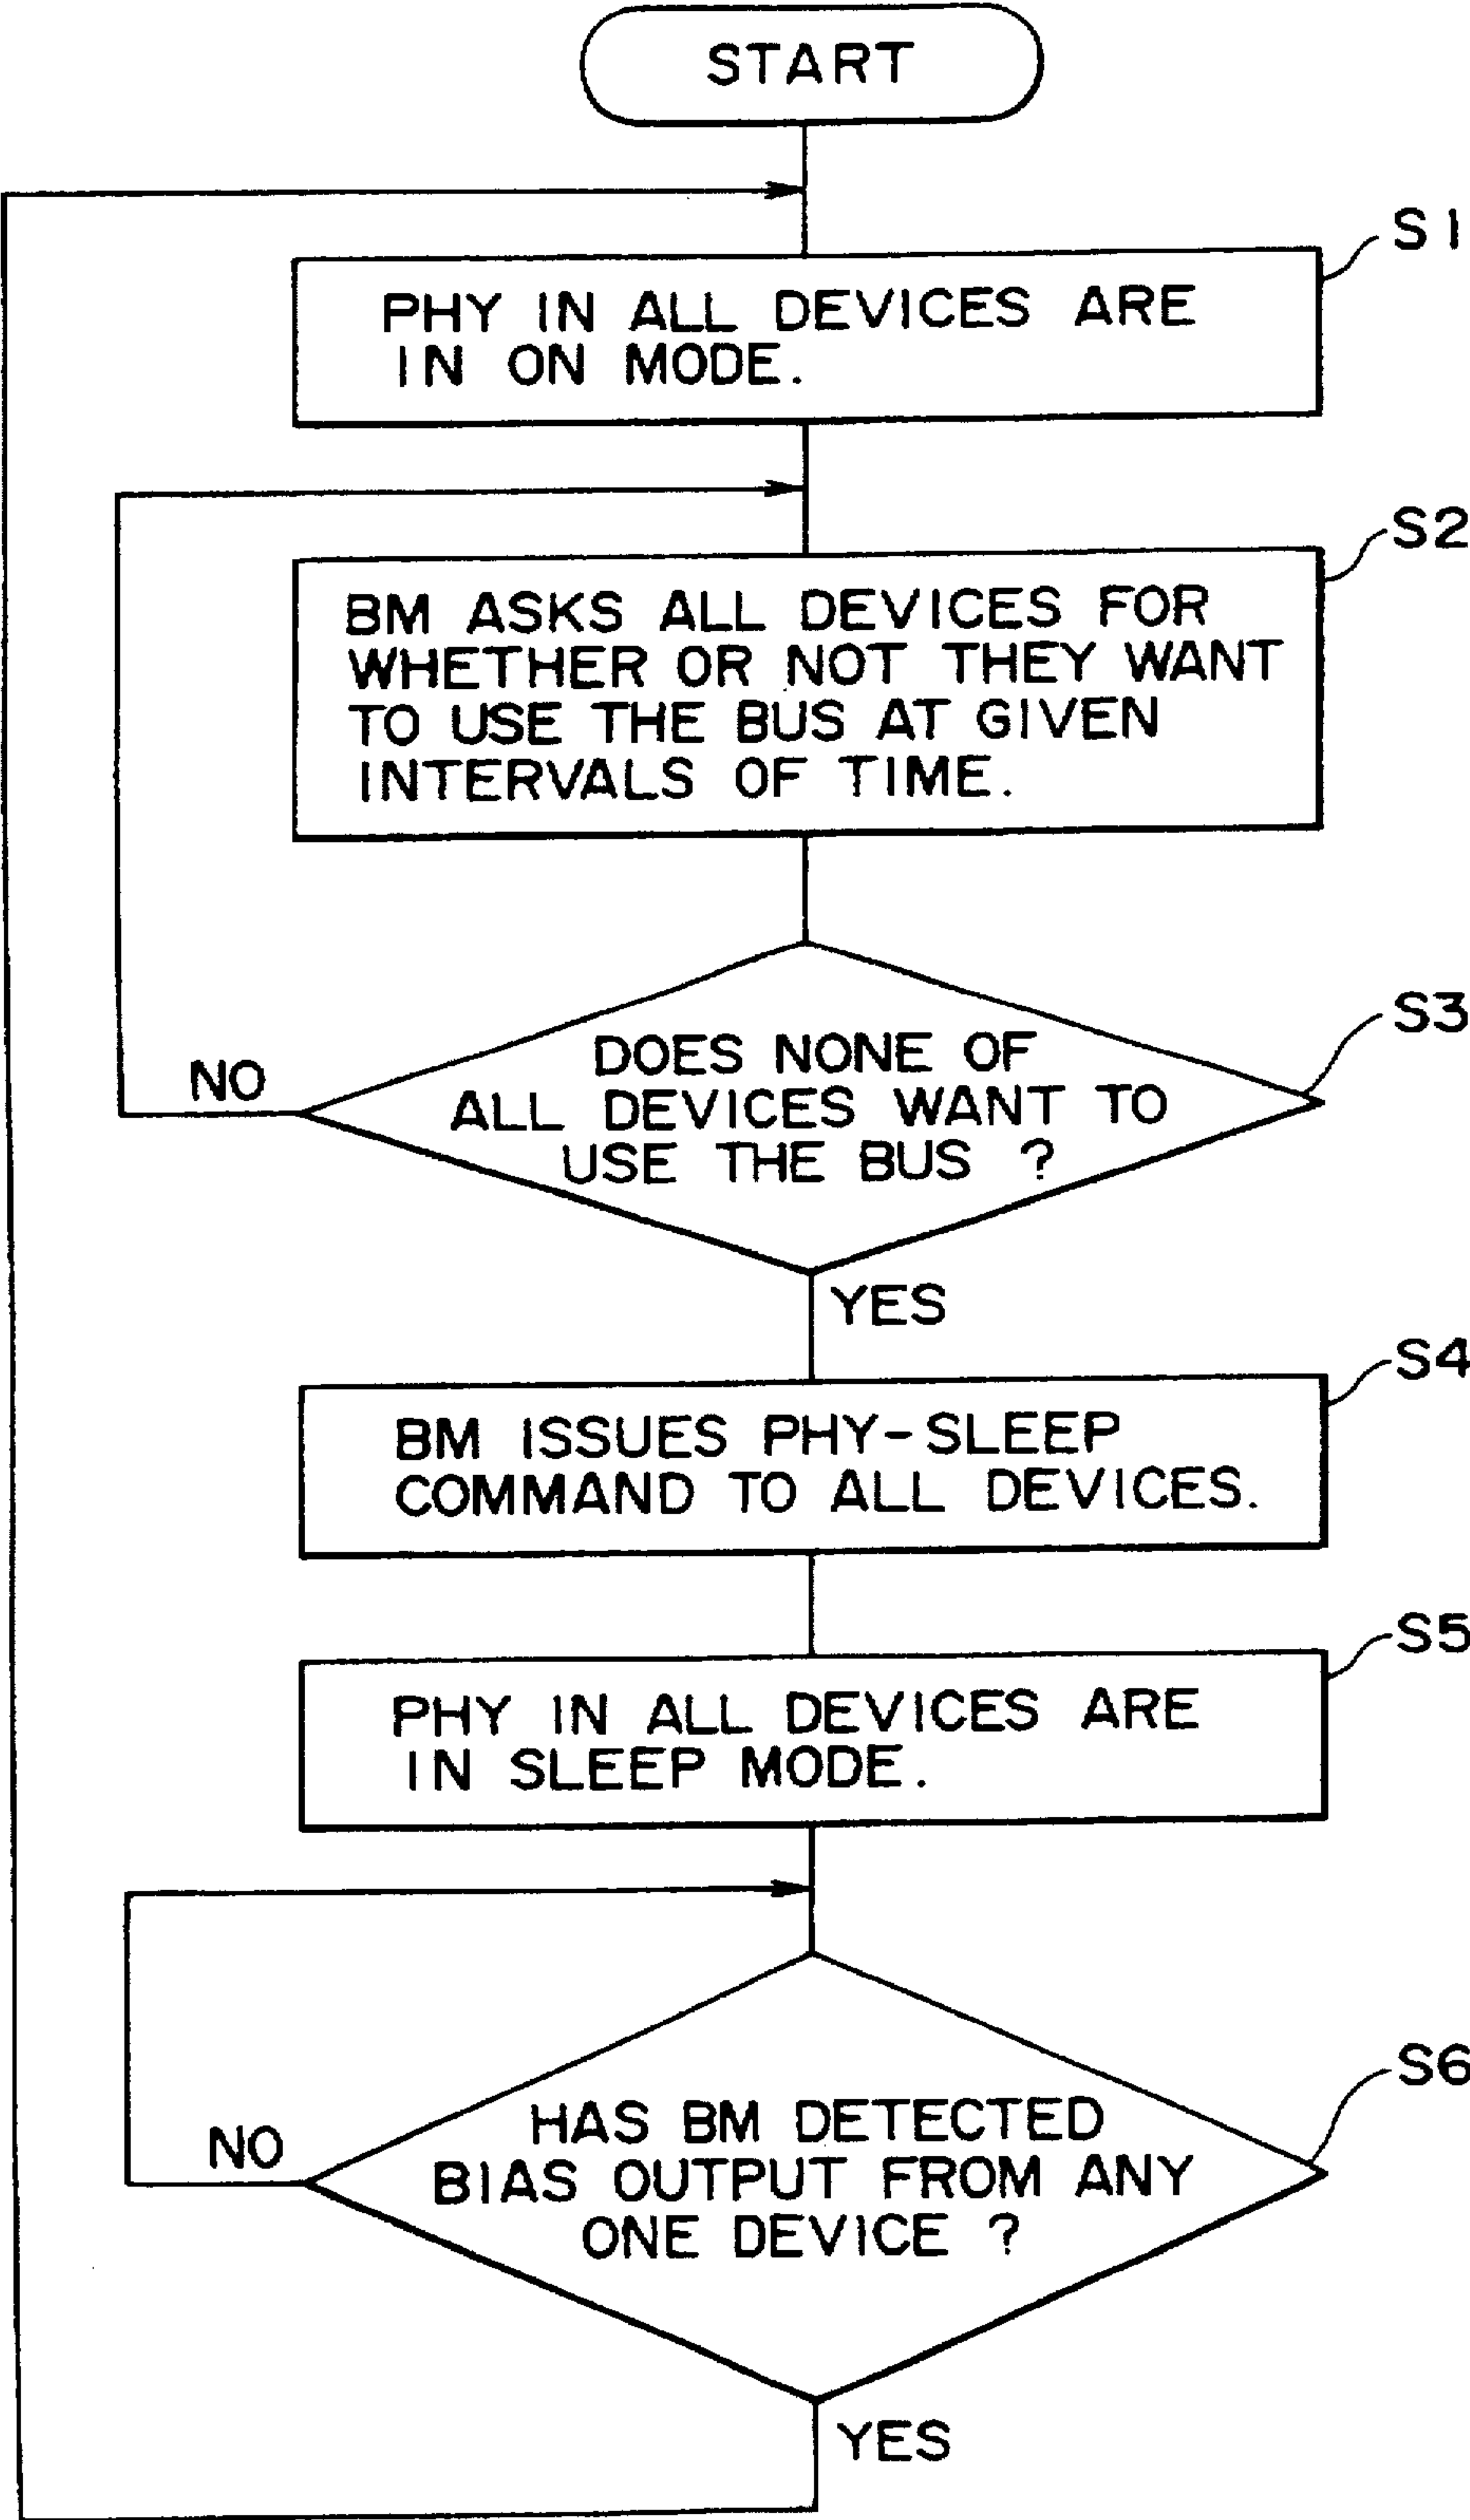 START
S1
PHY IN ALL DEVICES ARE
IN ON MODE.
S2
BM ASKS ALL DEVICES FOR
WHETHER OR NOT THEY WANT
TO USE THE BUS AT GIVEN
INTERVALS OF TIME.
S3
DOES NONE OF
ALL DEVICES WANT TO
USE THE BUS ?
NO
YES
S4
BM ISSUES PHY-SLEEP
COMMAND TO ALL DEVICES.
S5
PHY IN ALL DEVICES ARE
IN SLEEP MODE.
S6
HAS BM DETECTED
BIAS OUTPUT FROM ANY
ONE DEVICE ?
NO
YES